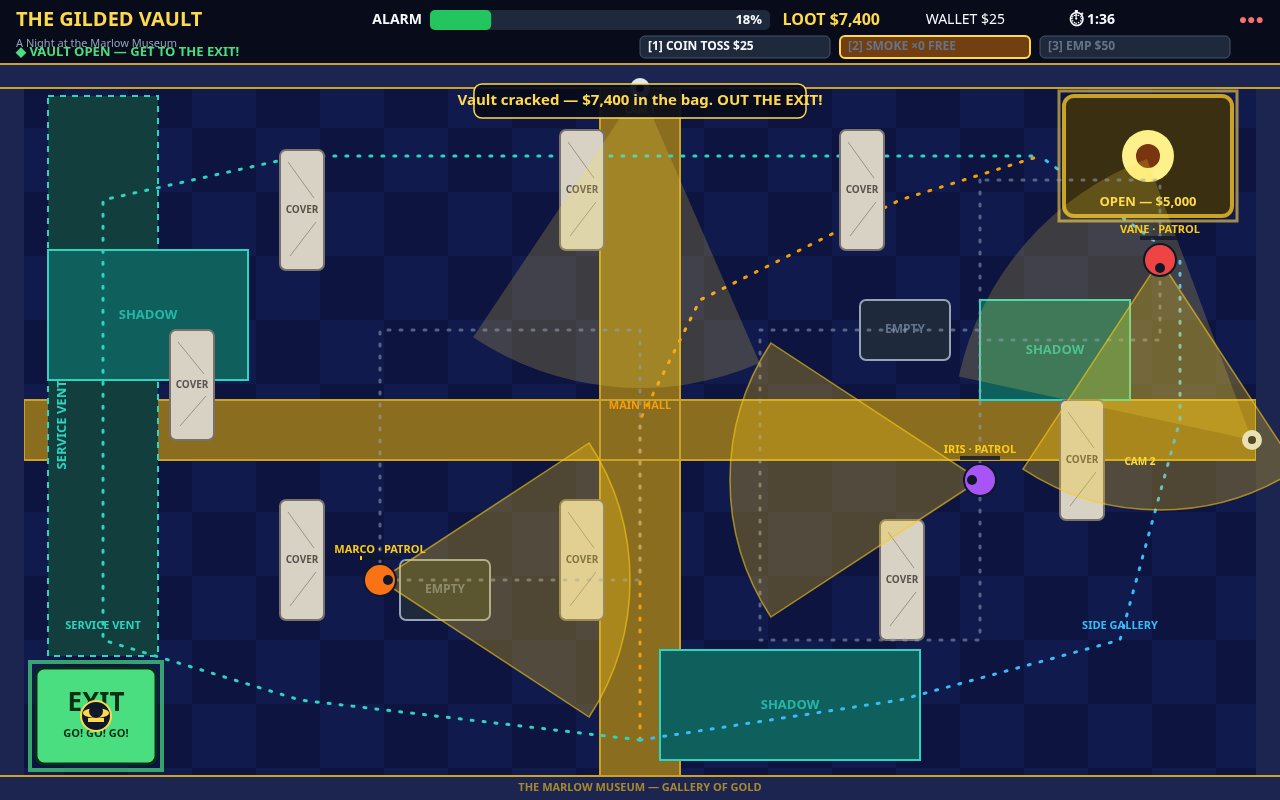 THE GILDED VAULT
A Night at the Marlow Museum
◆ VAULT OPEN — GET TO THE EXIT!
ALARM
18%
LOOT $7,400
WALLET $25
⏱ 1:36
[1] COIN TOSS $25
[2] SMOKE ×0 FREE
[3] EMP $50
Vault cracked — $7,400 in the bag. OUT THE EXIT!
COVER
COVER
COVER
OPEN — $5,000
VANE · PATROL
SHADOW
EMPTY
SHADOW
COVER
SERVICE VENT
MAIN HALL
IRIS · PATROL
COVER
CAM 2
MARCO · PATROL
COVER
EMPTY
COVER
COVER
SERVICE VENT
SIDE GALLERY
EXIT
GO! GO! GO!
SHADOW
THE MARLOW MUSEUM — GALLERY OF GOLD